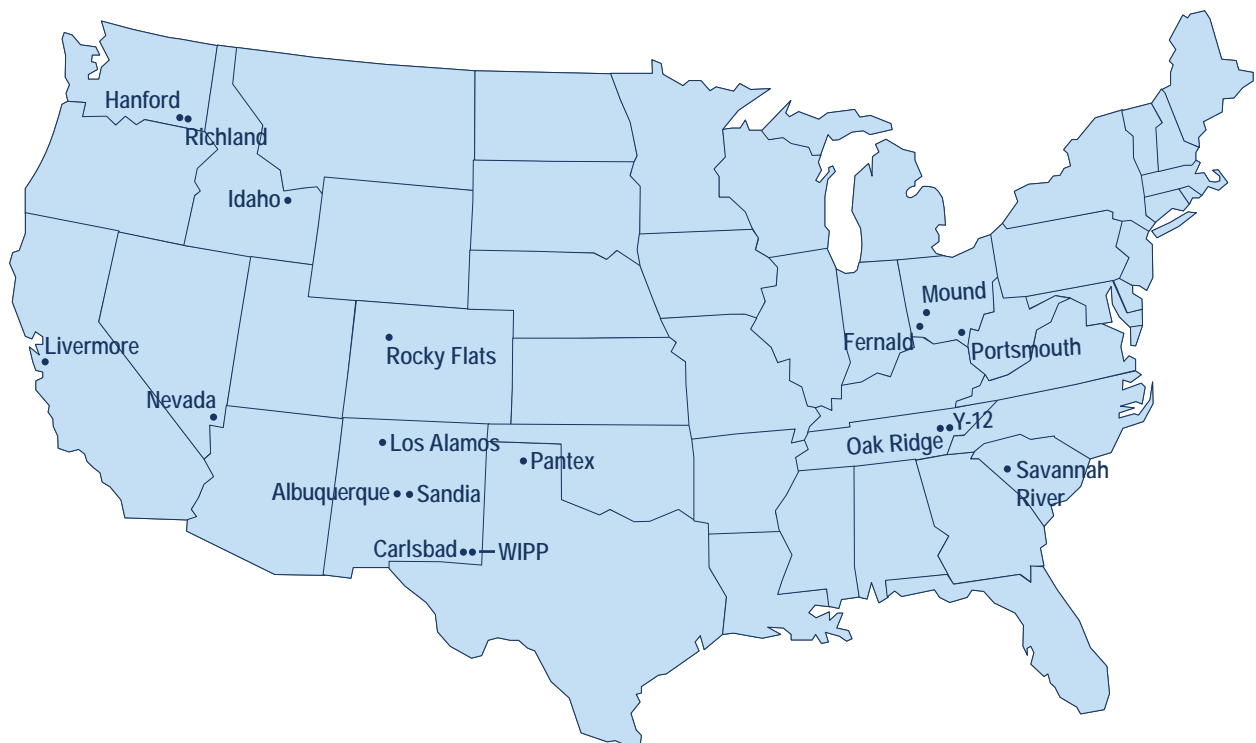 Hanford
Richland
Idaho
Mound
Livermore
Fernald
Portsmouth
Rocky Flats
Nevada
Y-12
Los Alamos
Oak Ridge
Pantex
Savannah
River
Albuquerque
Sandia
Carlsbad
WIPP